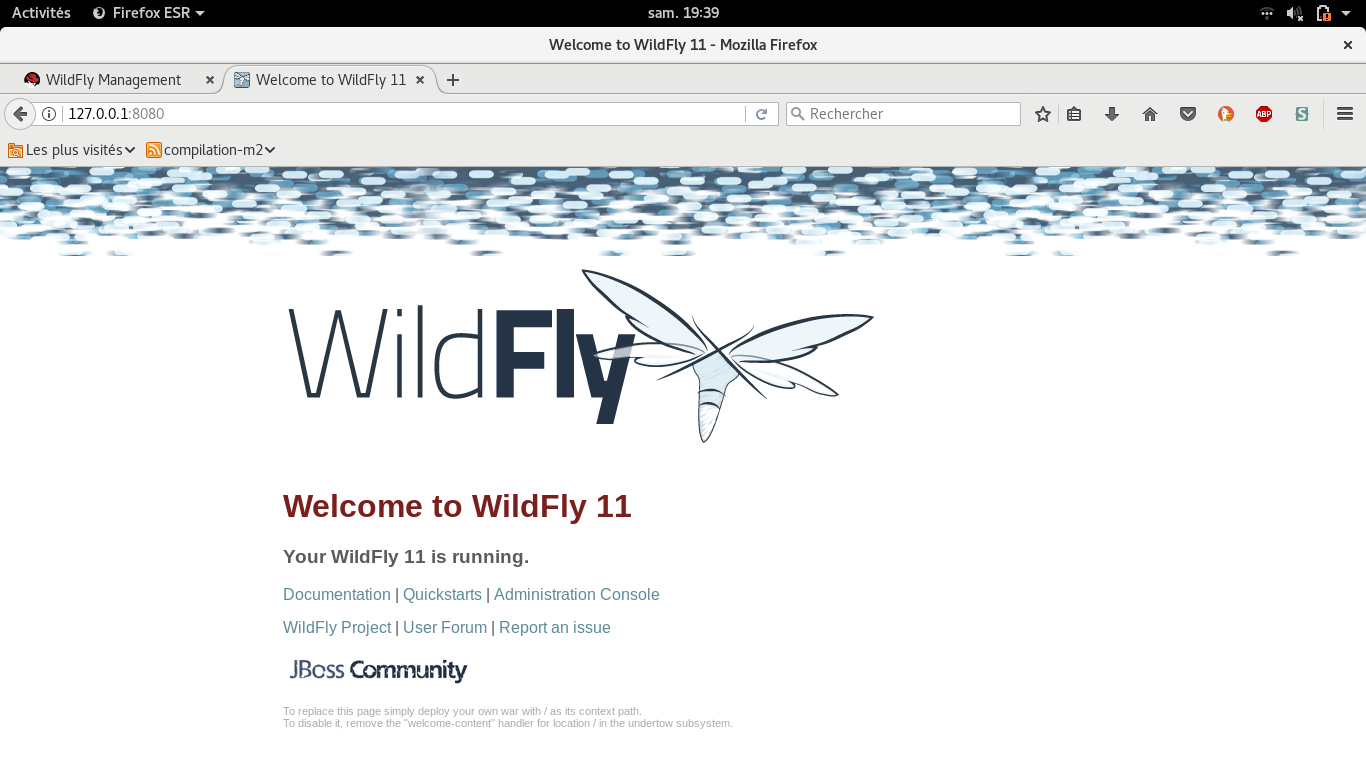 Activités Firefox ESR sam. 19:39
Welcome to WildFly 11 - Mozilla Firefox
WildFly Management Welcome to WildFly 11
127.0.0.1:8080 Rechercher ABP S
Les plus visités compilation-m2
WildFly
Welcome to WildFly 11
Your WildFly 11 is running.
Documentation | Quickstarts | Administration Console
WildFly Project | User Forum | Report an issue
JBoss Community
To replace this page simply deploy your own war with / as its context path.
To disable it, remove the "welcome-content" handler for location / in the undertow subsystem.